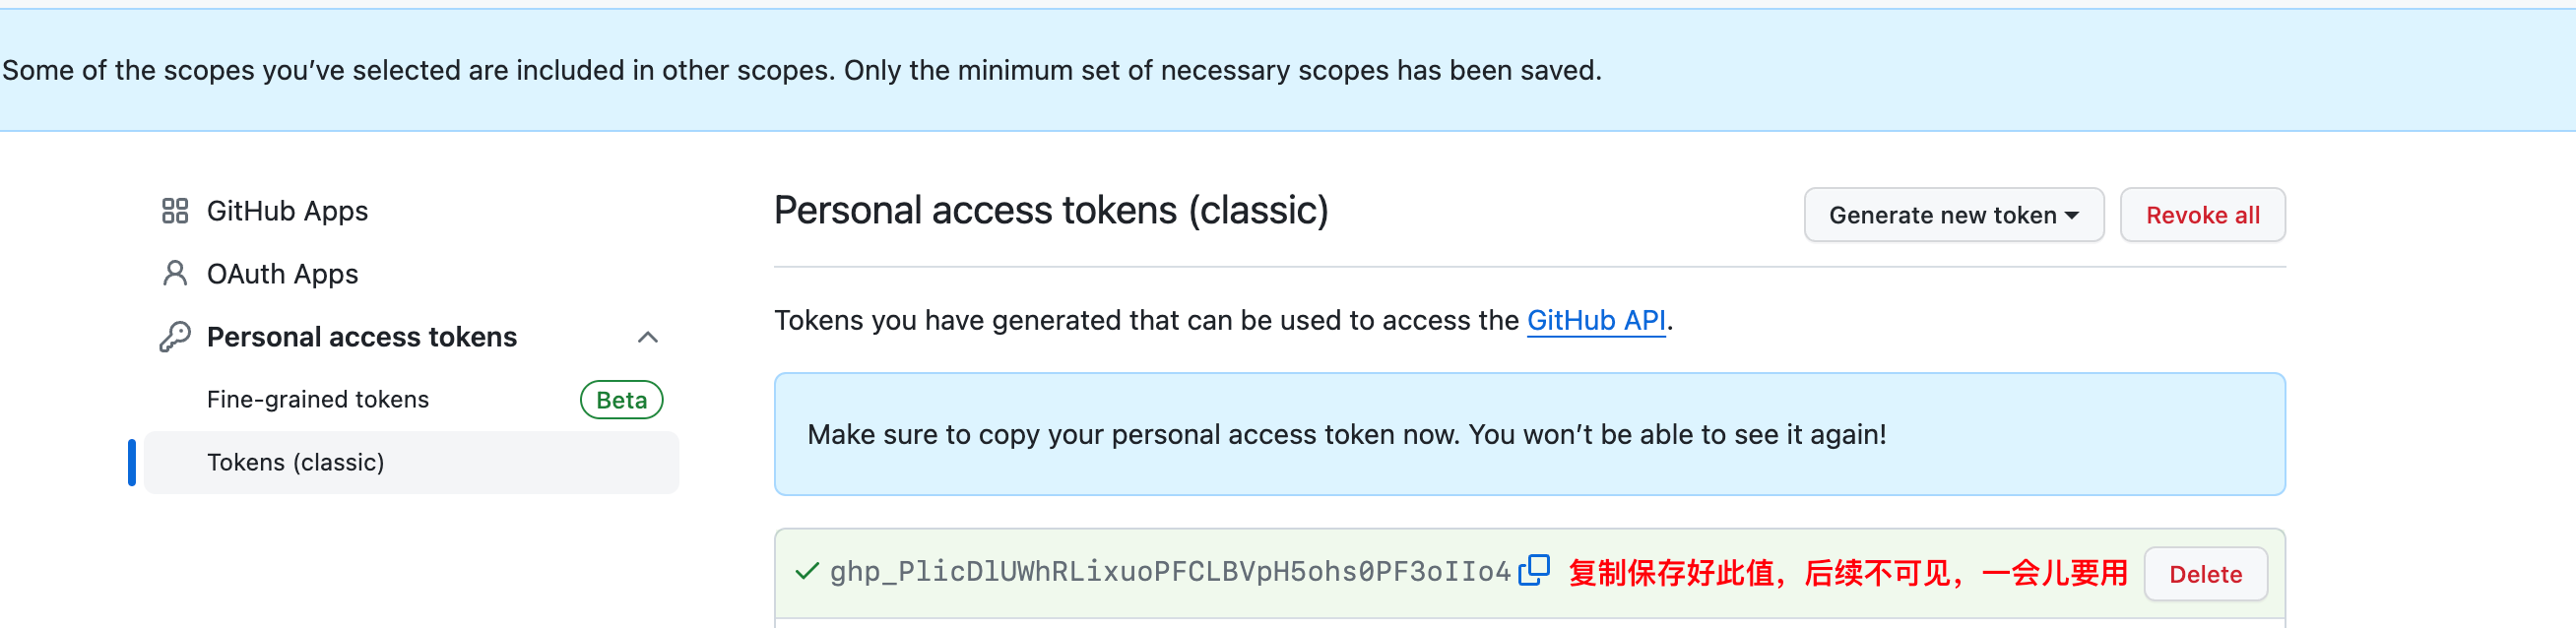 Some of the scopes you’ve selected are included in other scopes. Only the minimum set of necessary scopes has been saved.
GitHub Apps
OAuth Apps
Personal access tokens
Fine-grained tokens Beta
Tokens (classic)
Personal access tokens (classic) Generate new token Revoke all
Tokens you have generated that can be used to access the GitHub API.
Make sure to copy your personal access token now. You won’t be able to see it again!
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 复制保存好此值，后续不可见，一会儿要用 Delete